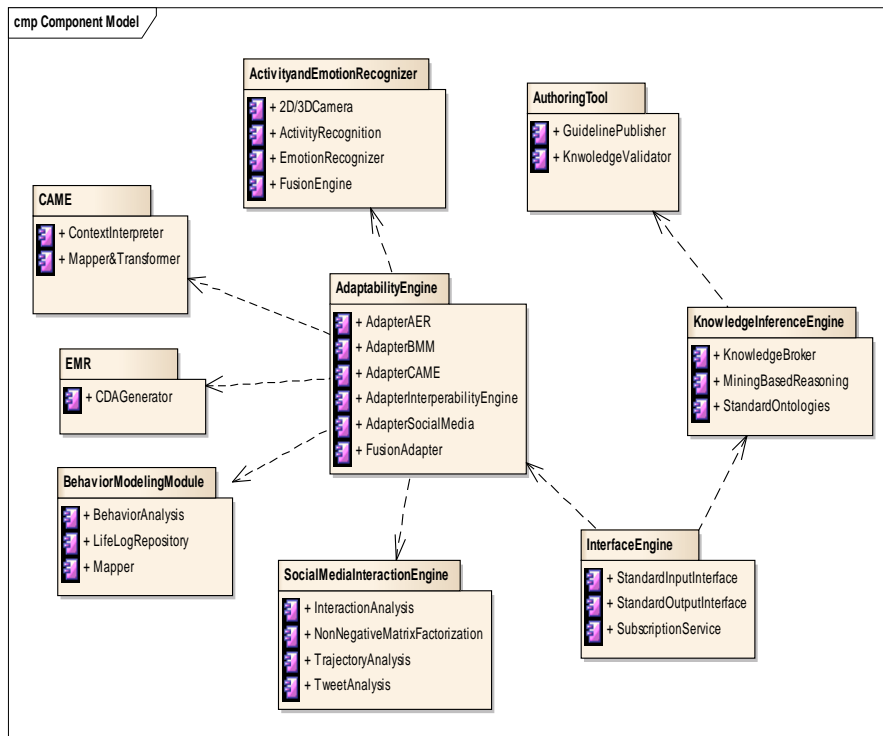 cmp Component Model
ActivityandEmotionRecognizer
+ 2D/3DCamera
+ ActivityRecognition
+ EmotionRecognizer
+ FusionEngine
AuthoringTool
+ GuidelinePublisher
+ KnwoledgeValidator
CAME
+ ContextInterpreter
+ Mapper&Transformer
AdaptabilityEngine
+ AdapterAER
+ AdapterBMM
+ AdapterCAME
+ AdapterInterperabilityEngine
+ AdapterSocialMedia
+ FusionAdapter
KnowledgeInferenceEngine
+ KnowledgeBroker
+ MiningBasedReasoning
+ StandardOntologies
EMR
+ CDAGenerator
BehaviorModelingModule
+ BehaviorAnalysis
+ LifeLogRepository
+ Mapper
SocialMediaInteractionEngine
+ InteractionAnalysis
+ NonNegativeMatrixFactorization
+ TrajectoryAnalysis
+ TweetAnalysis
InterfaceEngine
+ StandardInputInterface
+ StandardOutputInterface
+ SubscriptionService